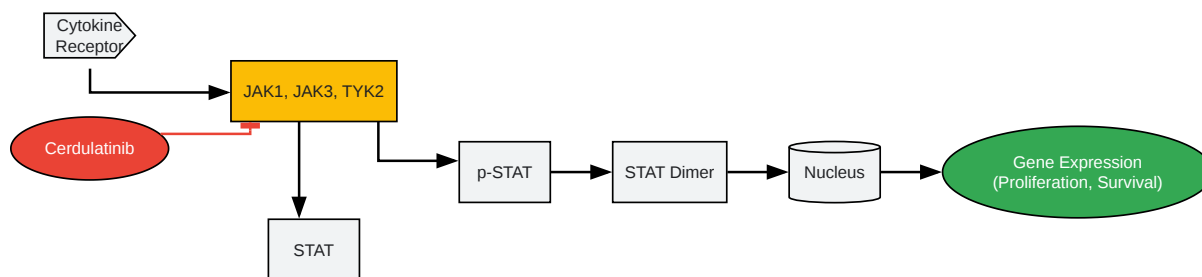 Cytokine
Receptor
JAK1, JAK3, TYK2
Cerdulatinib
p-STAT
STAT Dimer
Nucleus
Gene Expression
(Proliferation, Survival)
STAT